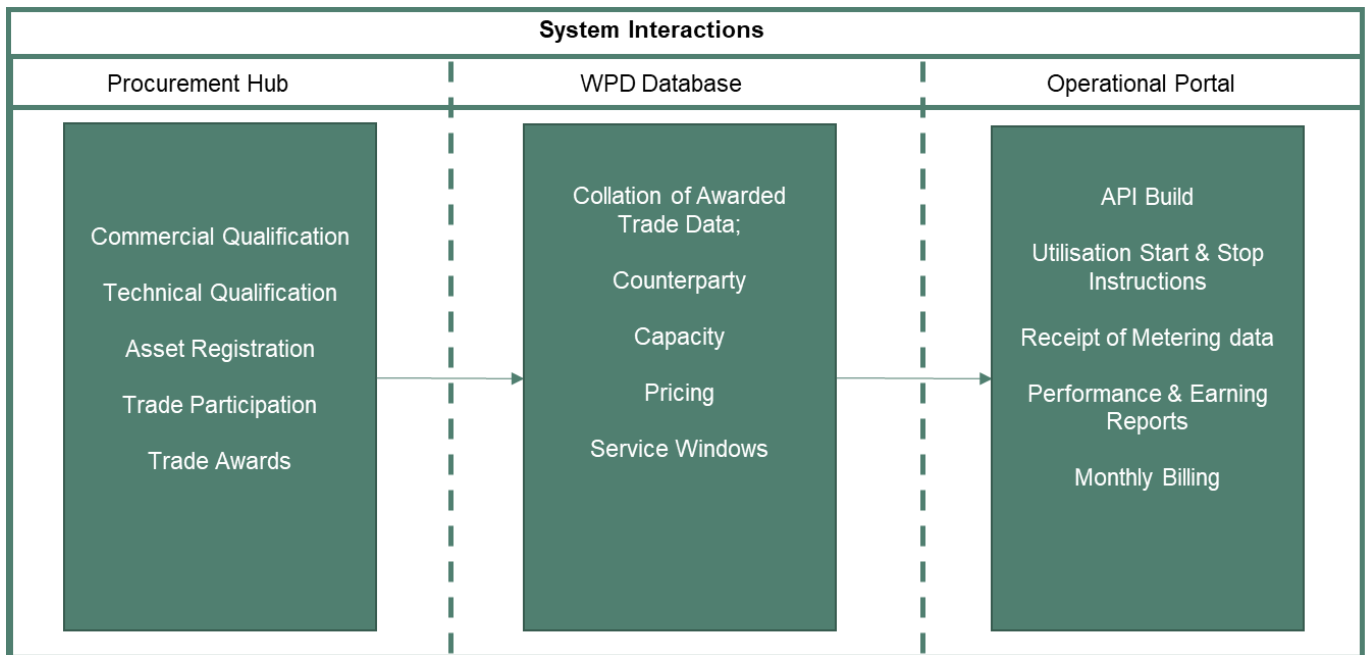 System Interactions
Procurement Hub
WPD Database
Operational Portal
Commercial Qualification
Technical Qualification
Asset Registration
Trade Participation
Trade Awards
Collation of Awarded
Trade Data;
Counterparty
Capacity
Pricing
Service Windows
API Build
Utilisation Start & Stop
Instructions
Receipt of Metering data
Performance & Earning
Reports
Monthly Billing